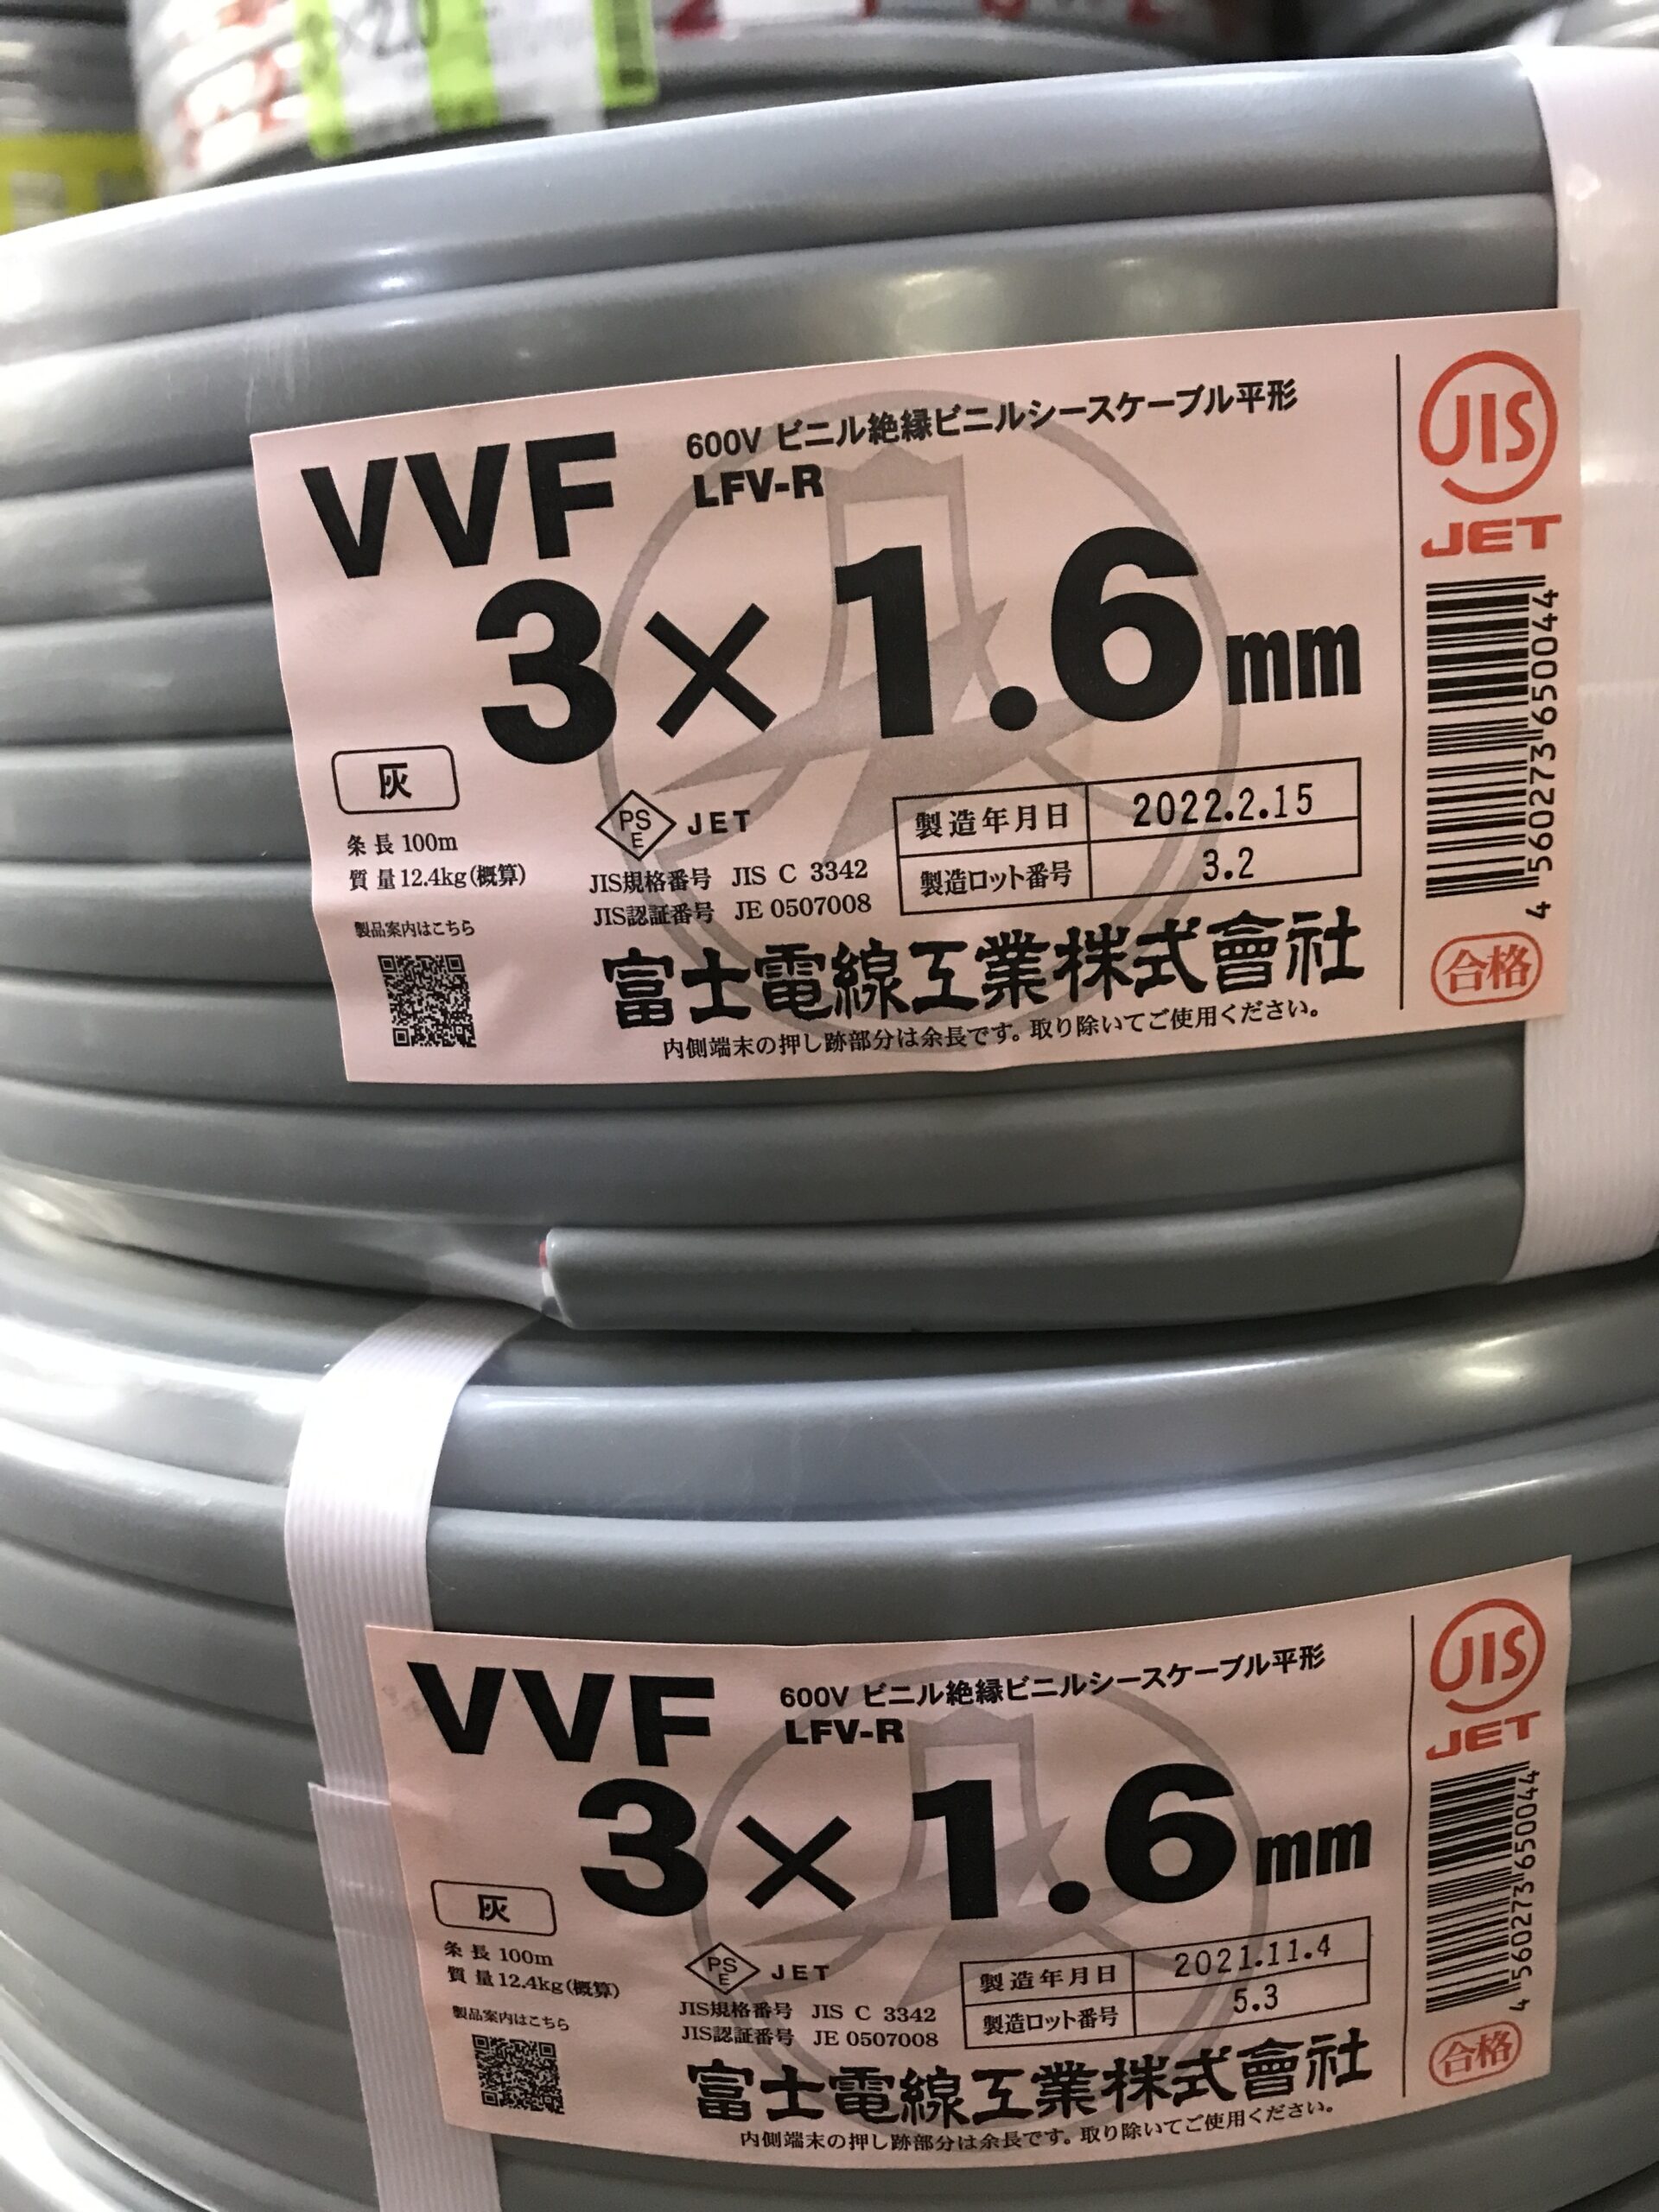 ×2.0
VVF
600V ビニル絶縁ビニルシースケーブル平形
LFV-R
3×1.6mm
灰
条長 100m
質量 12.4kg(概算)
製品案内はこちら
PS
E
JET
JIS規格番号 JIS C 3342
JIS認証番号 JE 0507008
製造年月日 2022.2.15
製造ロット番号 3.2
富士電線工業株式會社
内側端末の押し跡部分は余長です。取り除いてご使用ください。
JIS
JET
4 560273 650044
合格
VVF
600V ビニル絶縁ビニルシースケーブル平形
LFV-R
3×1.6mm
灰
条長 100m
質量 12.4kg(概算)
製品案内はこちら
PS
E
JET
JIS規格番号 JIS C 3342
JIS認証番号 JE 0507008
製造年月日 2021.11.4
製造ロット番号 5.3
富士電線工業株式會社
内側端末の押し跡部分は余長です。取り除いてご使用ください。
JIS
JET
4 560273 650044
合格